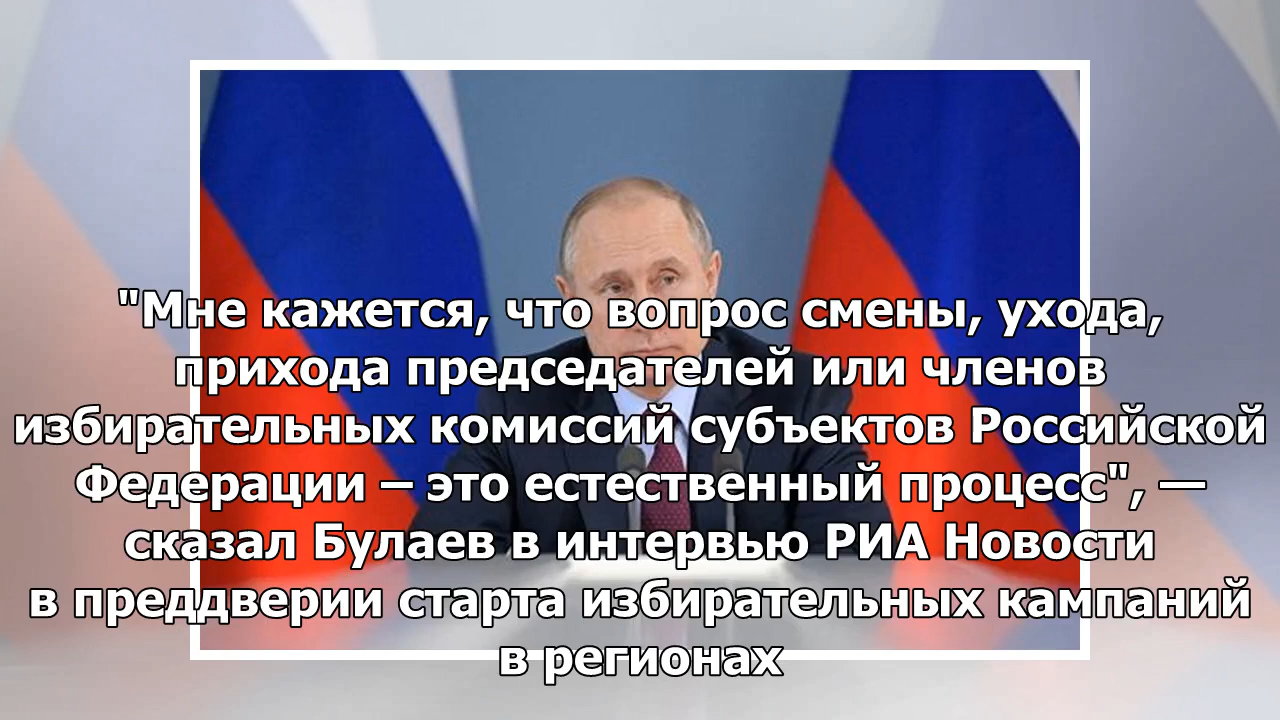 "Мне кажется, что вопрос смены, ухода,
прихода председателей или членов
избирательных комиссий субъектов Российской
Федерации – это естественный процесс", —
сказал Булаев в интервью РИА Новости
в преддверии старта избирательных кампаний
в регионах